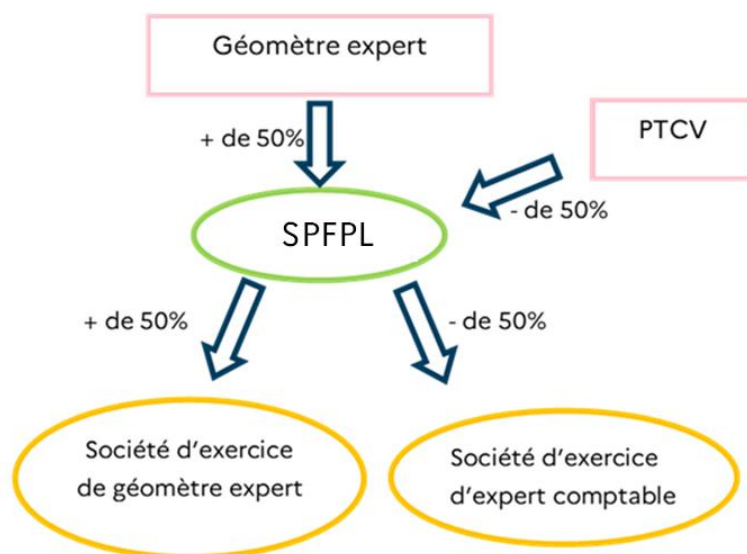 Géomètre expert
PTCV
+ de 50%
- de 50%
SPFPL
+ de 50%
- de 50%
Société d'exercice
de géomètre expert
Société d'exercice
d'expert comptable